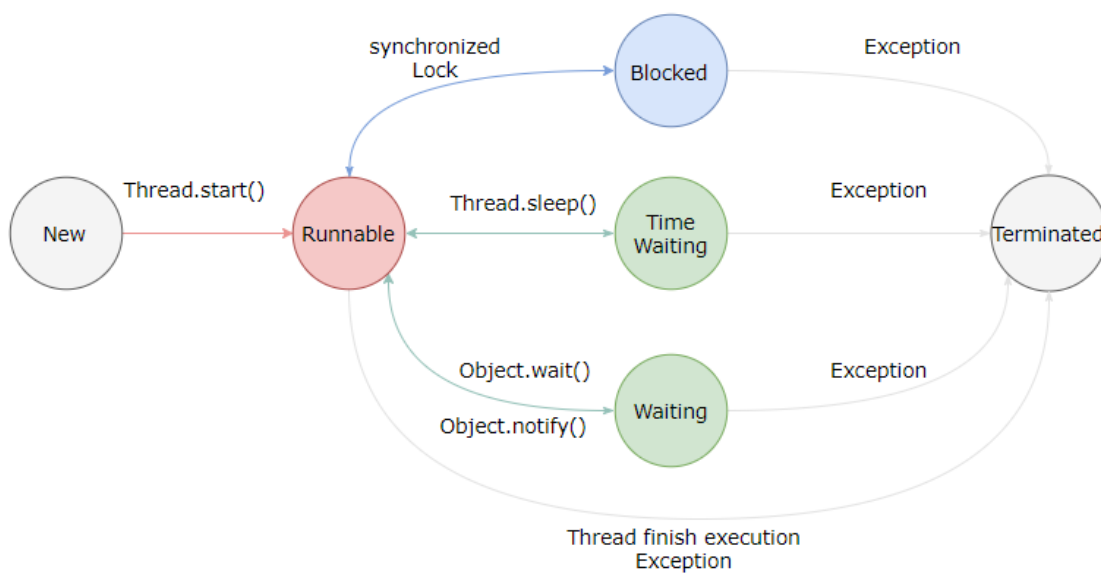 synchronized
Lock
Exception
Blocked
Thread.start()
Thread.sleep()
Exception
New
Runnable
Time
Waiting
Terminated
Object.wait()
Exception
Object.notify()
Waiting
Thread finish execution
Exception